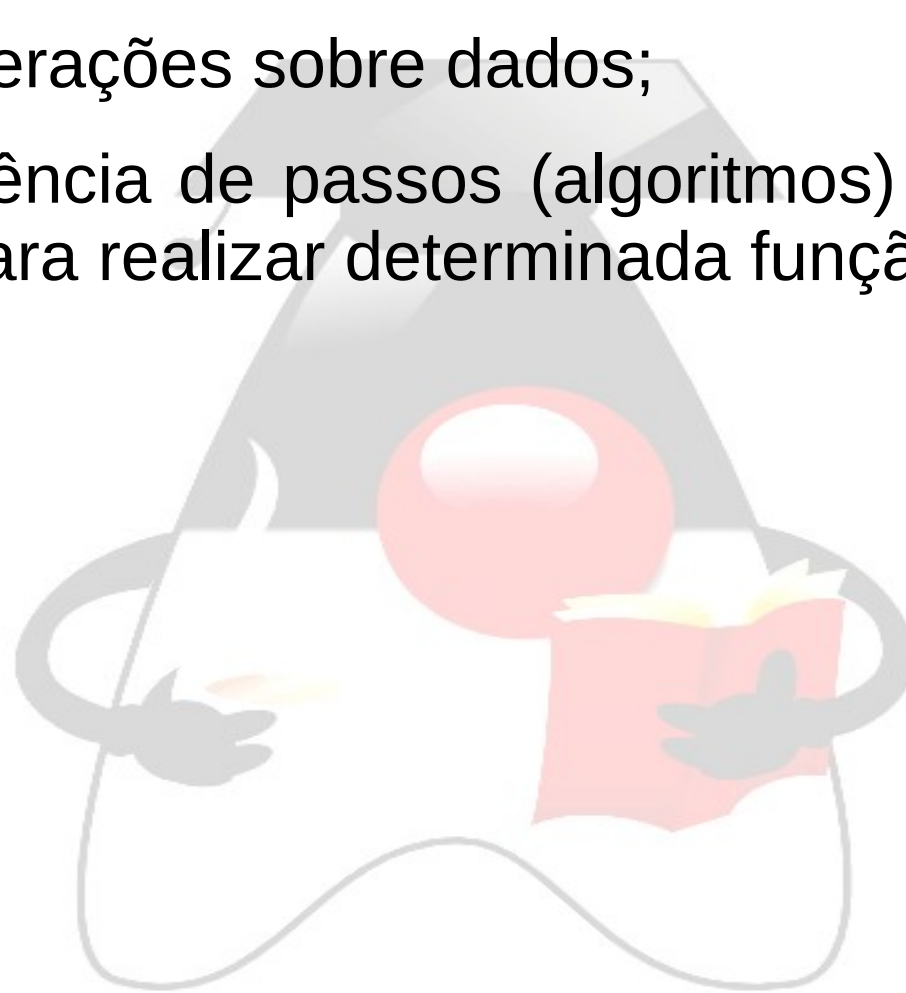 erações sobre dados;
ência de passos (algoritmos)
ara realizar determinada funçã